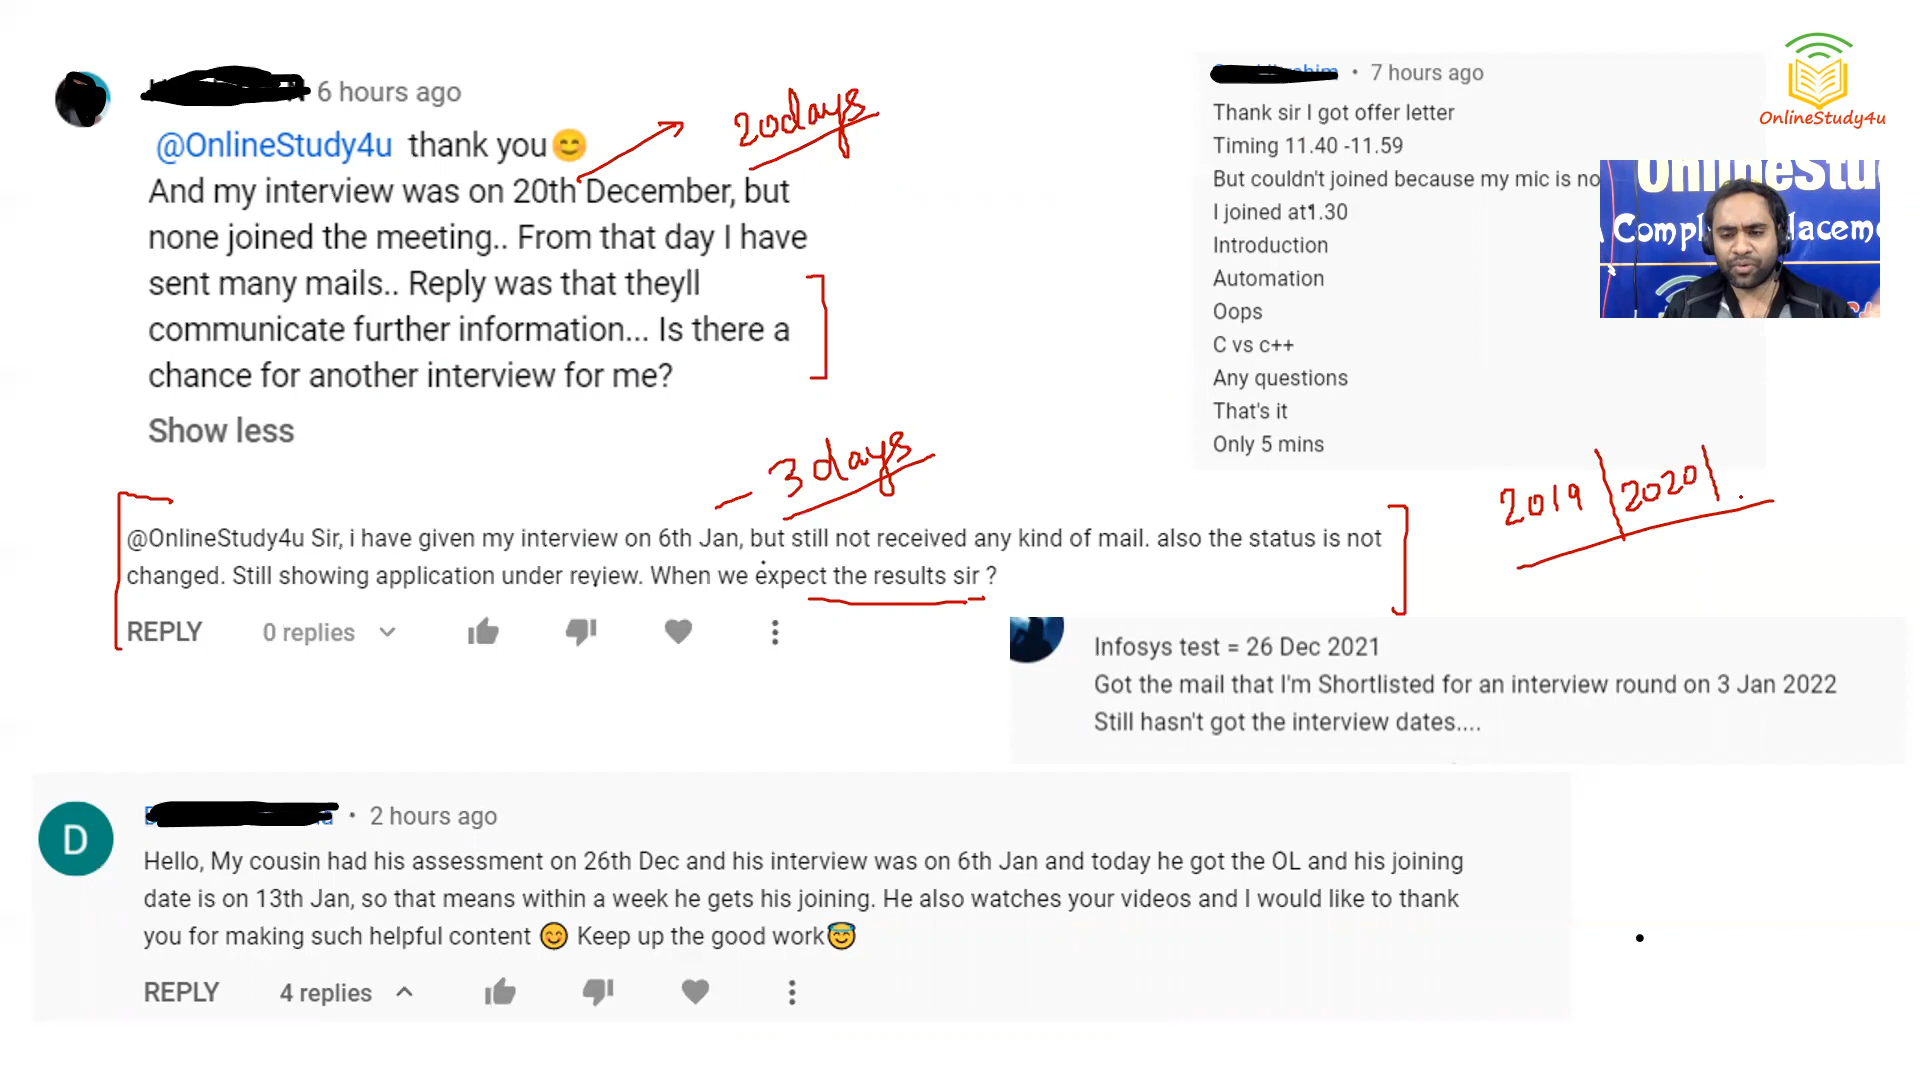 6 hours ago
@OnlineStudy4u thank you😊
And my interview was on 20th December, but
none joined the meeting.. From that day I have
sent many mails.. Reply was that theyll
communicate further information... Is there a
chance for another interview for me?
Show less
20days
• 7 hours ago
Thank sir I got offer letter
Timing 11.40 -11.59
But couldn't joined because my mic is no
I joined at1.30
Introduction
Automation
Oops
C vs c++
Any questions
That's it
Only 5 mins
OnlineStudy4u
OnlineStu
Compl lacem
2019 | 2020 |
- 3 days
@OnlineStudy4u Sir, i have given my interview on 6th Jan, but still not received any kind of mail. also the status is not
changed. Still showing application under review. When we expect the results sir ?
REPLY 0 replies
Infosys test = 26 Dec 2021
Got the mail that I'm Shortlisted for an interview round on 3 Jan 2022
Still hasn't got the interview dates....
D
• 2 hours ago
Hello, My cousin had his assessment on 26th Dec and his interview was on 6th Jan and today he got the OL and his joining
date is on 13th Jan, so that means within a week he gets his joining. He also watches your videos and I would like to thank
you for making such helpful content 😊 Keep up the good work😇
REPLY 4 replies